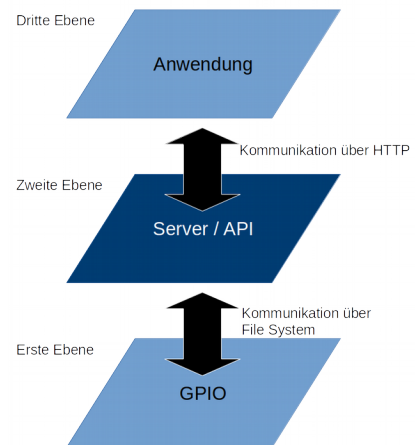 Dritte Ebene
Anwendung
Kommunikation über HTTP
Zweite Ebene
Server / API
Kommunikation über
File System
Erste Ebene
GPIO